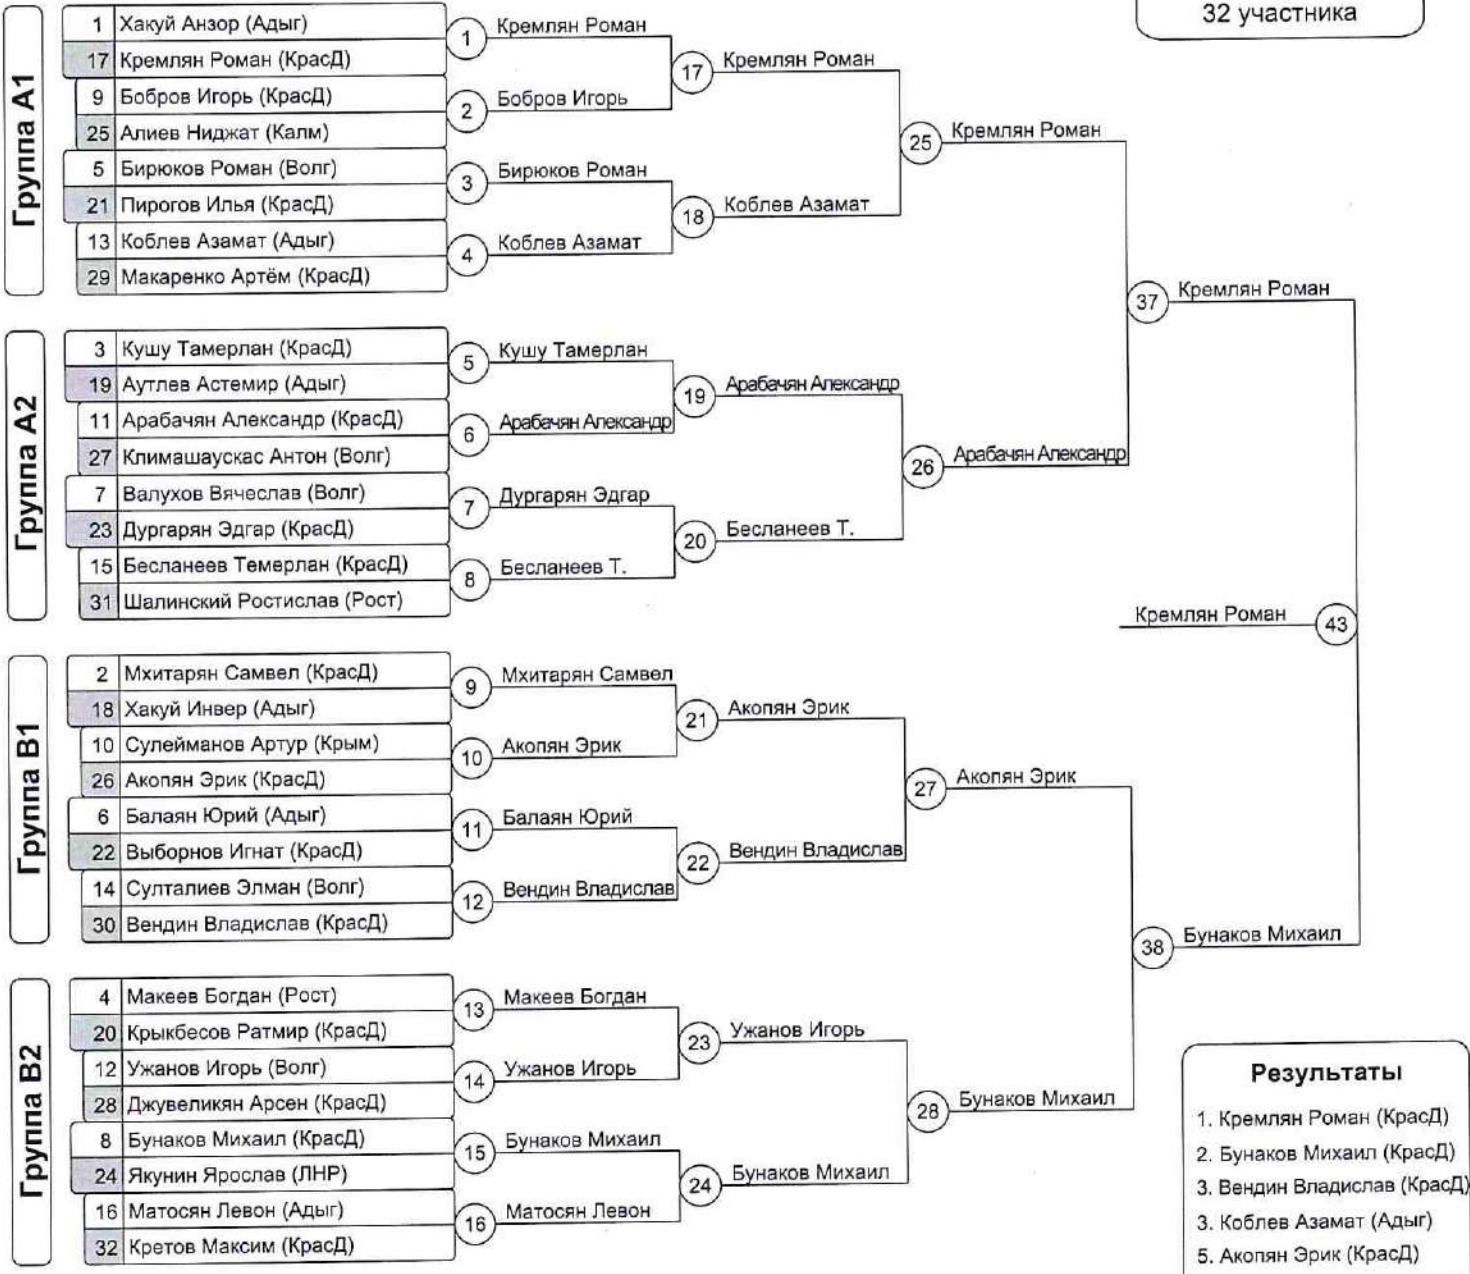 32 участника
Группа A1
1 Хакуй Анзор (Адыг)
17 Кремлян Роман (КрасД)
9 Бобров Игорь (КрасД)
25 Алиев Ниджат (Калм)
5 Бирюков Роман (Волг)
21 Пирогов Илья (КрасД)
13 Коблев Азамат (Адыг)
29 Макаренко Артём (КрасД)
1 Кремлян Роман
2 Бобров Игорь
3 Бирюков Роман
4 Коблев Азамат
17 Кремлян Роман
18 Коблев Азамат
25 Кремлян Роман
Группа A2
3 Кушу Тамерлан (КрасД)
19 Аутлев Астемир (Адыг)
11 Арабачян Александр (КрасД)
27 Климашаускас Антон (Волг)
7 Валухов Вячеслав (Волг)
23 Дургарян Эдгар (КрасД)
15 Бесланеев Темерлан (КрасД)
31 Шалинский Ростислав (Рост)
5 Кушу Тамерлан
6 Арабачян Александр
7 Дургарян Эдгар
8 Бесланеев Т.
19 Арабачян Александр
20 Бесланеев Т.
26 Арабачян Александр
37 Кремлян Роман
Группа B1
2 Мхитарян Самвел (КрасД)
18 Хакуй Инвер (Адыг)
10 Сулейманов Артур (Крым)
26 Акопян Эрик (КрасД)
6 Балаян Юрий (Адыг)
22 Выборнов Игнат (КрасД)
14 Султалиев Элман (Волг)
30 Вендин Владислав (КрасД)
9 Мхитарян Самвел
10 Акопян Эрик
11 Балаян Юрий
12 Вендин Владислав
21 Акопян Эрик
22 Вендин Владислав
27 Акопян Эрик
Группа B2
4 Макеев Богдан (Рост)
20 Крыкбесов Ратмир (КрасД)
12 Ужанов Игорь (Волг)
28 Джувеликян Арсен (КрасД)
8 Бунаков Михаил (КрасД)
24 Якунин Ярослав (ЛНР)
16 Матосян Левон (Адыг)
32 Кретов Максим (КрасД)
13 Макеев Богдан
14 Ужанов Игорь
15 Бунаков Михаил
16 Матосян Левон
23 Ужанов Игорь
24 Бунаков Михаил
28 Бунаков Михаил
38 Бунаков Михаил
Кремлян Роман 43
Результаты
1. Кремлян Роман (КрасД)
2. Бунаков Михаил (КрасД)
3. Вендин Владислав (КрасД)
3. Коблев Азамат (Адыг)
5. Акопян Эрик (КрасД)